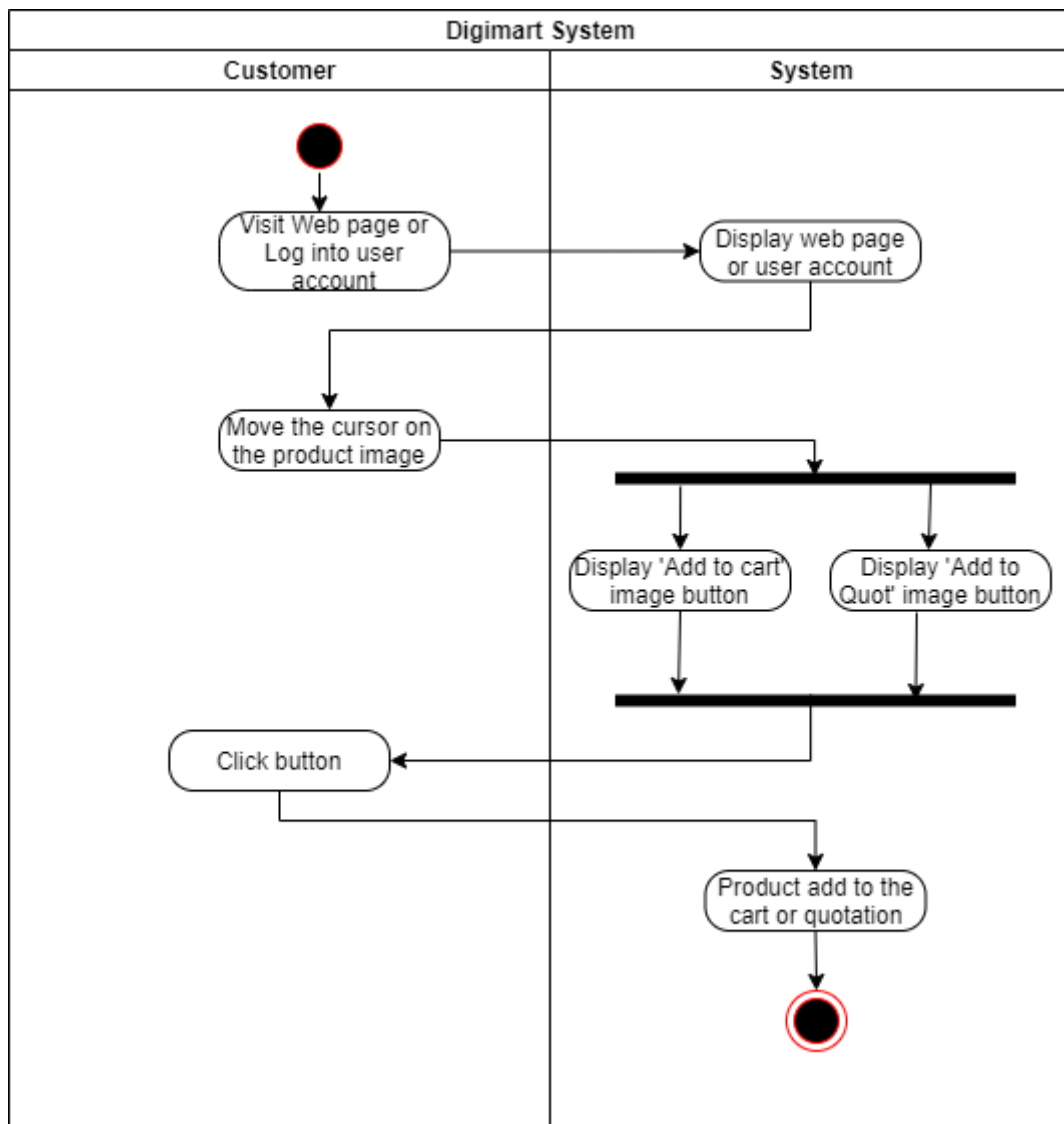 Digimart System
Customer
System
Visit Web page or
Log into user
account
Display web page
or user account
Move the cursor on
the product image
Display 'Add to cart'
image button
Display 'Add to
Quot' image button
Click button
Product add to the
cart or quotation